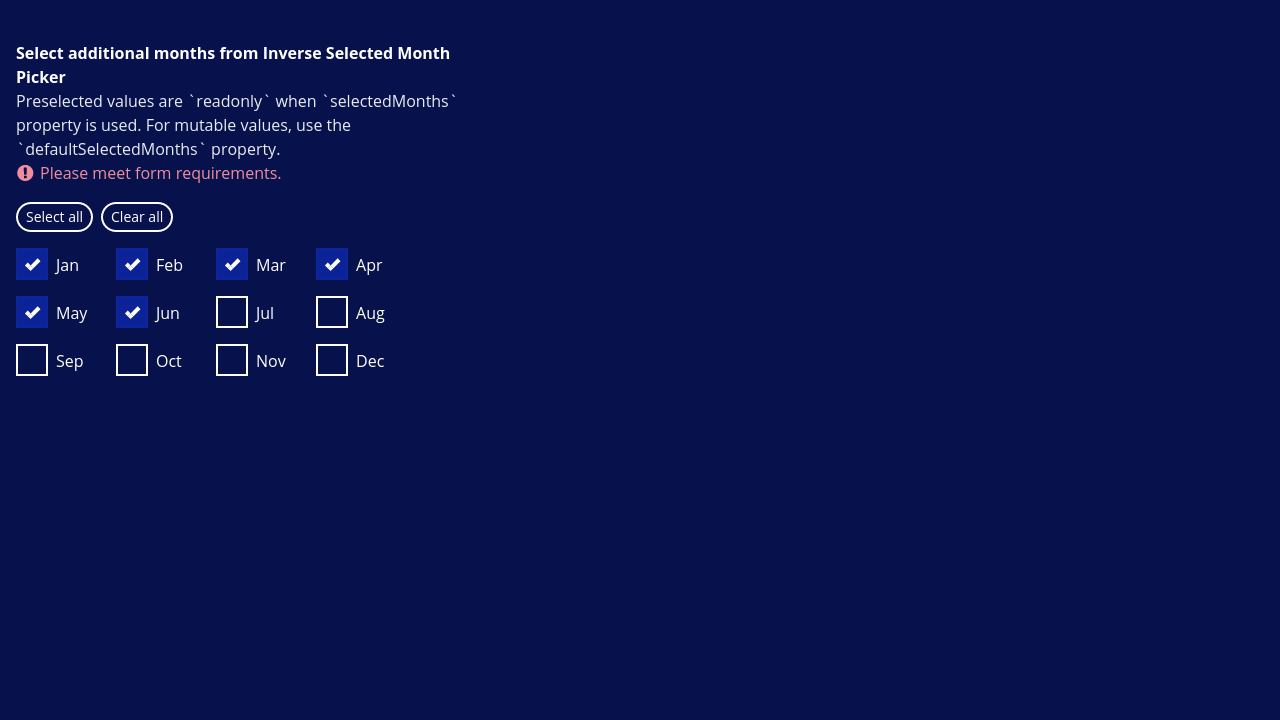 Select additional months from Inverse Selected Month
Picker
Preselected values are `readonly` when `selectedMonths`
property is used. For mutable values, use the
`defaultSelectedMonths` property.
Please meet form requirements.
Select all Clear all
Jan Feb Mar Apr
May Jun Jul Aug
Sep Oct Nov Dec